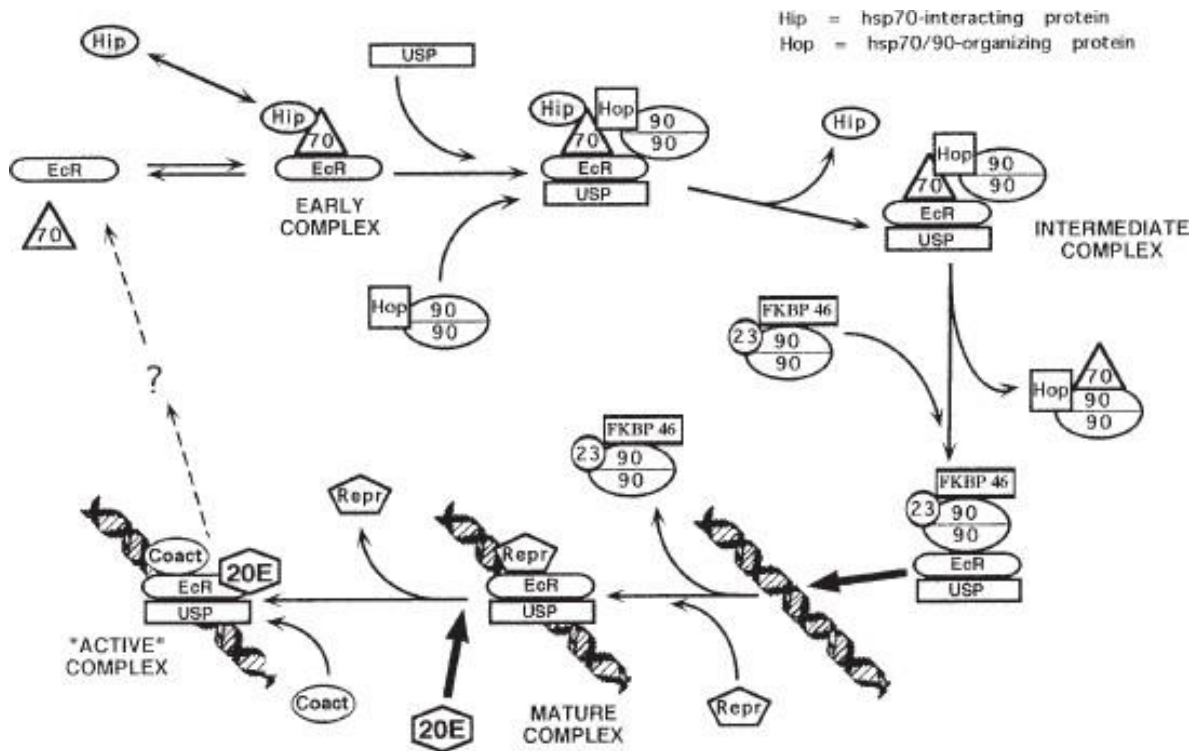 Hip = hsp70-interacting protein
Hop = hsp70/90-organizing protein
Hip
USP
Hip
70
EcR
EARLY
COMPLEX
EcR
70
Hip
Hop
70
90
90
EcR
USP
Hop
90
90
Hip
Hop
70
90
90
EcR
USP
INTERMEDIATE
COMPLEX
FKBP 46
23
90
90
Hop
70
90
90
?
FKBP 46
23
90
90
FKBP 46
23
90
90
EcR
USP
Repr
Coact
20E
EcR
USP
"ACTIVE"
COMPLEX
Coact
20E
Repr
EcR
USP
MATURE
COMPLEX
Repr